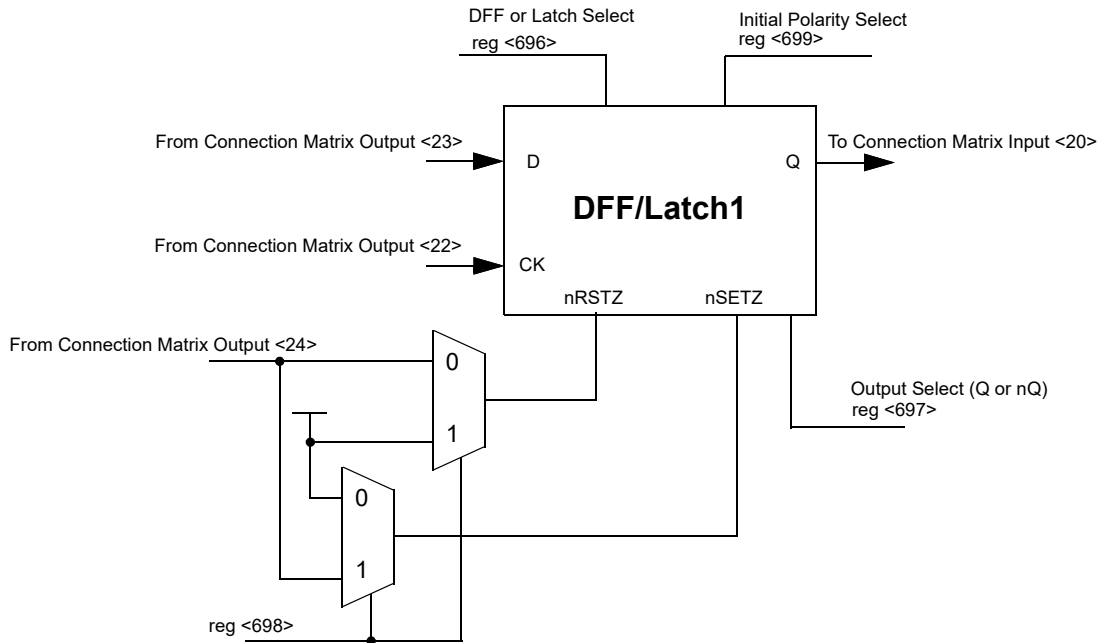 DFF or Latch Select
reg <696>
Initial Polarity Select
reg <699>
From Connection Matrix Output <23>
To Connection Matrix Input <20>
D
Q
DFF/Latch1
From Connection Matrix Output <22>
CK
nRSTZ
nSETZ
From Connection Matrix Output <24>
0
1
Output Select (Q or nQ)
reg <697>
0
1
reg <698>